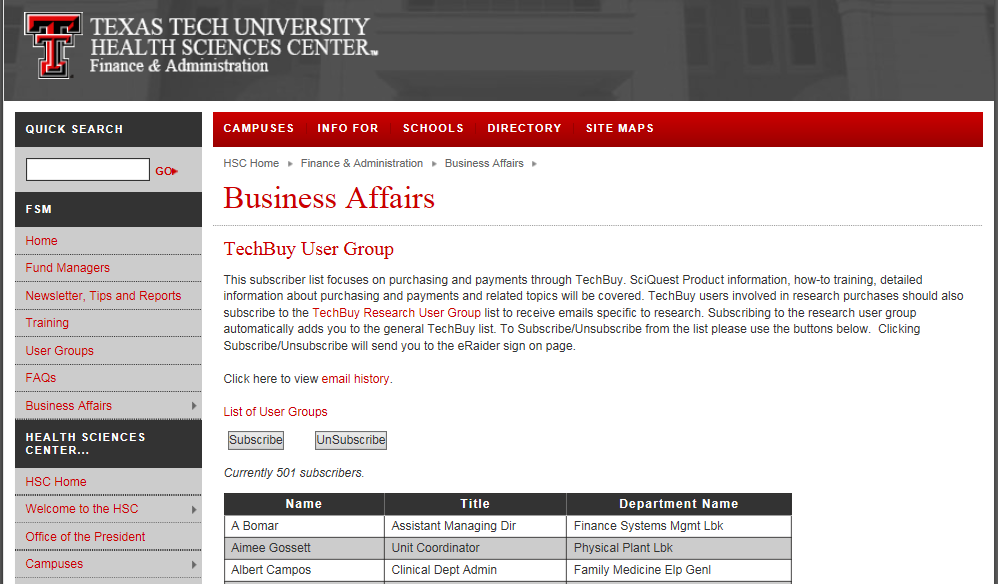 TEXAS TECH UNIVERSITY
HEALTH SCIENCES CENTER™
Finance & Administration
QUICK SEARCH
GO
FSM
Home
Fund Managers
Newsletter, Tips and Reports
Training
User Groups
FAQs
Business Affairs
HEALTH SCIENCES
CENTER...
HSC Home
Welcome to the HSC
Office of the President
Campuses
CAMPUSES INFO FOR SCHOOLS DIRECTORY SITE MAPS
HSC Home Finance & Administration Business Affairs
Business Affairs
TechBuy User Group
This subscriber list focuses on purchasing and payments through TechBuy. SciQuest Product information, how-to training, detailed
information about purchasing and payments and related topics will be covered. TechBuy users involved in research purchases should also
subscribe to the TechBuy Research User Group list to receive emails specific to research. Subscribing to the research user group
automatically adds you to the general TechBuy list. To Subscribe/Unsubscribe from the list please use the buttons below.  Clicking
Subscribe/Unsubscribe will send you to the eRaider sign on page.
Click here to view email history.
List of User Groups
Subscribe UnSubscribe
Currently 501 subscribers.
Name Title Department Name
A Bomar Assistant Managing Dir Finance Systems Mgmt Lbk
Aimee Gossett Unit Coordinator Physical Plant Lbk
Albert Campos Clinical Dept Admin Family Medicine Elp Genl